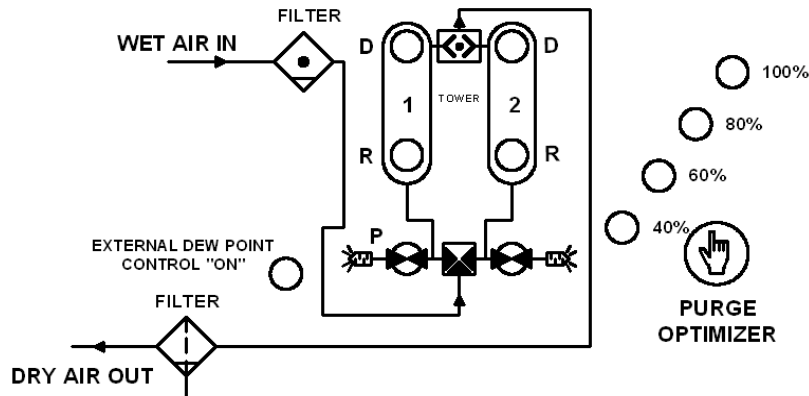 FILTER
WET AIR IN
D
D
1
TOWER
2
R
R
P
100%
80%
60%
40%
EXTERNAL DEW POINT
CONTROL "ON"
FILTER
DRY AIR OUT
PURGE
OPTIMIZER